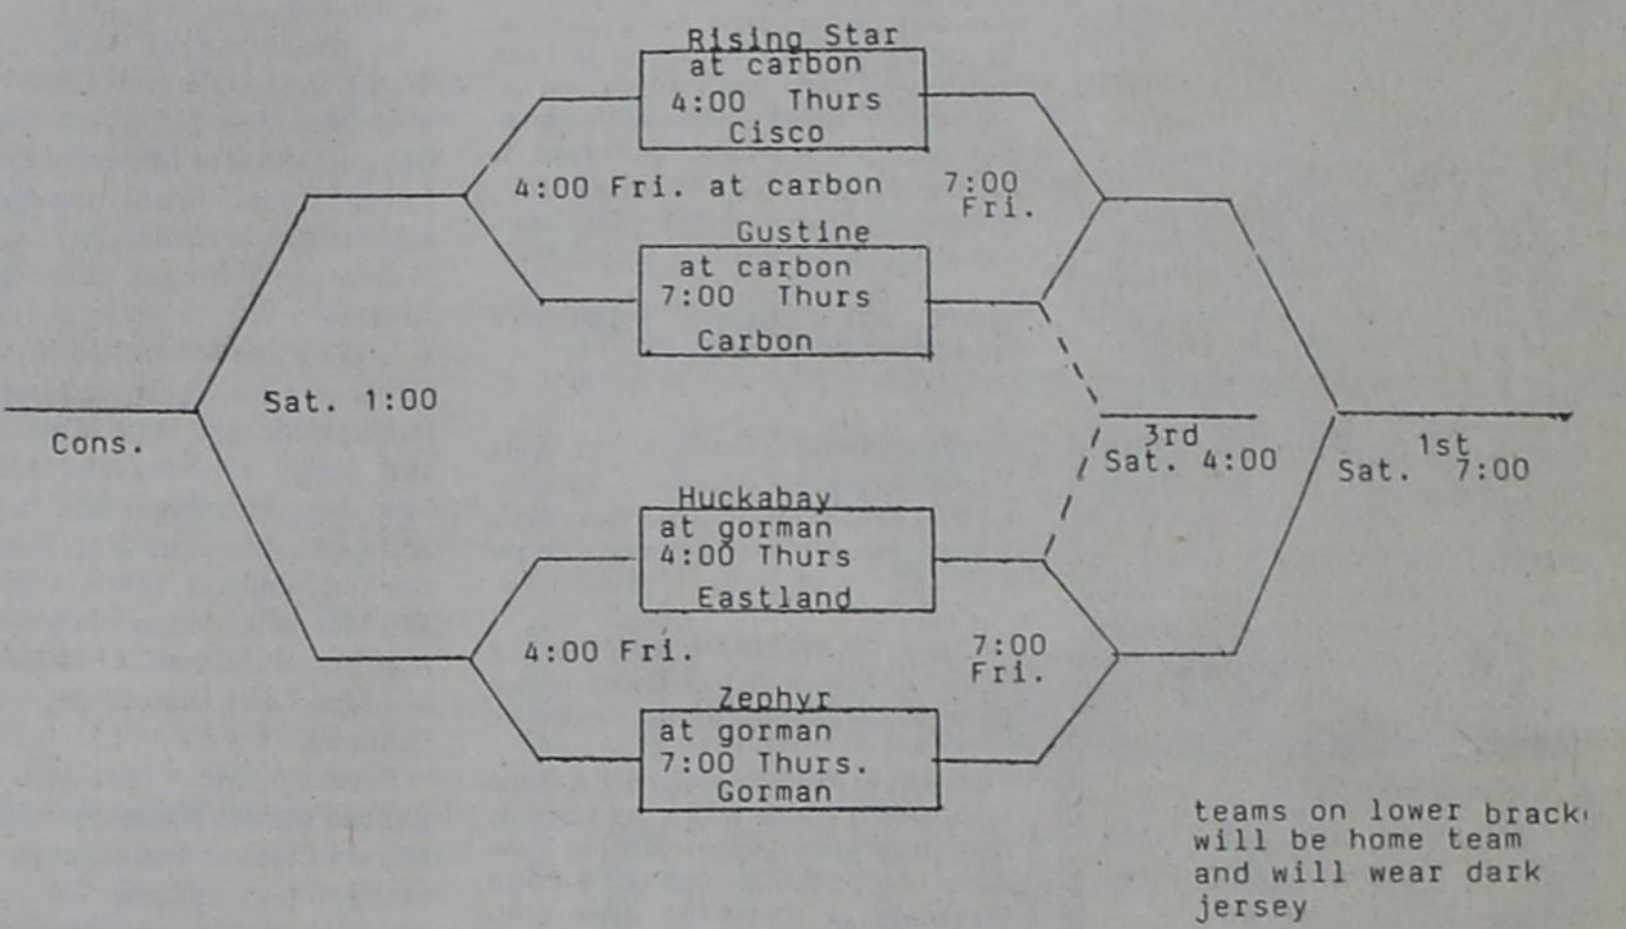 Rising Star
at carbon
4:00 Thurs
Cisco
4:00 Fri. at carbon
7:00
Fri.
Gustine
at carbon
7:00 Thurs
Carbon
Sat. 1:00
Cons.
3rd
Sat. 4:00
1st
Sat. 7:00
Huckabay
at gorman
4:00 Thurs
Eastland
4:00 Fri.
7:00
Fri.
Zephyr
at gorman
7:00 Thurs.
Gorman
teams on lower brack
will be home team
and will wear dark
jersey